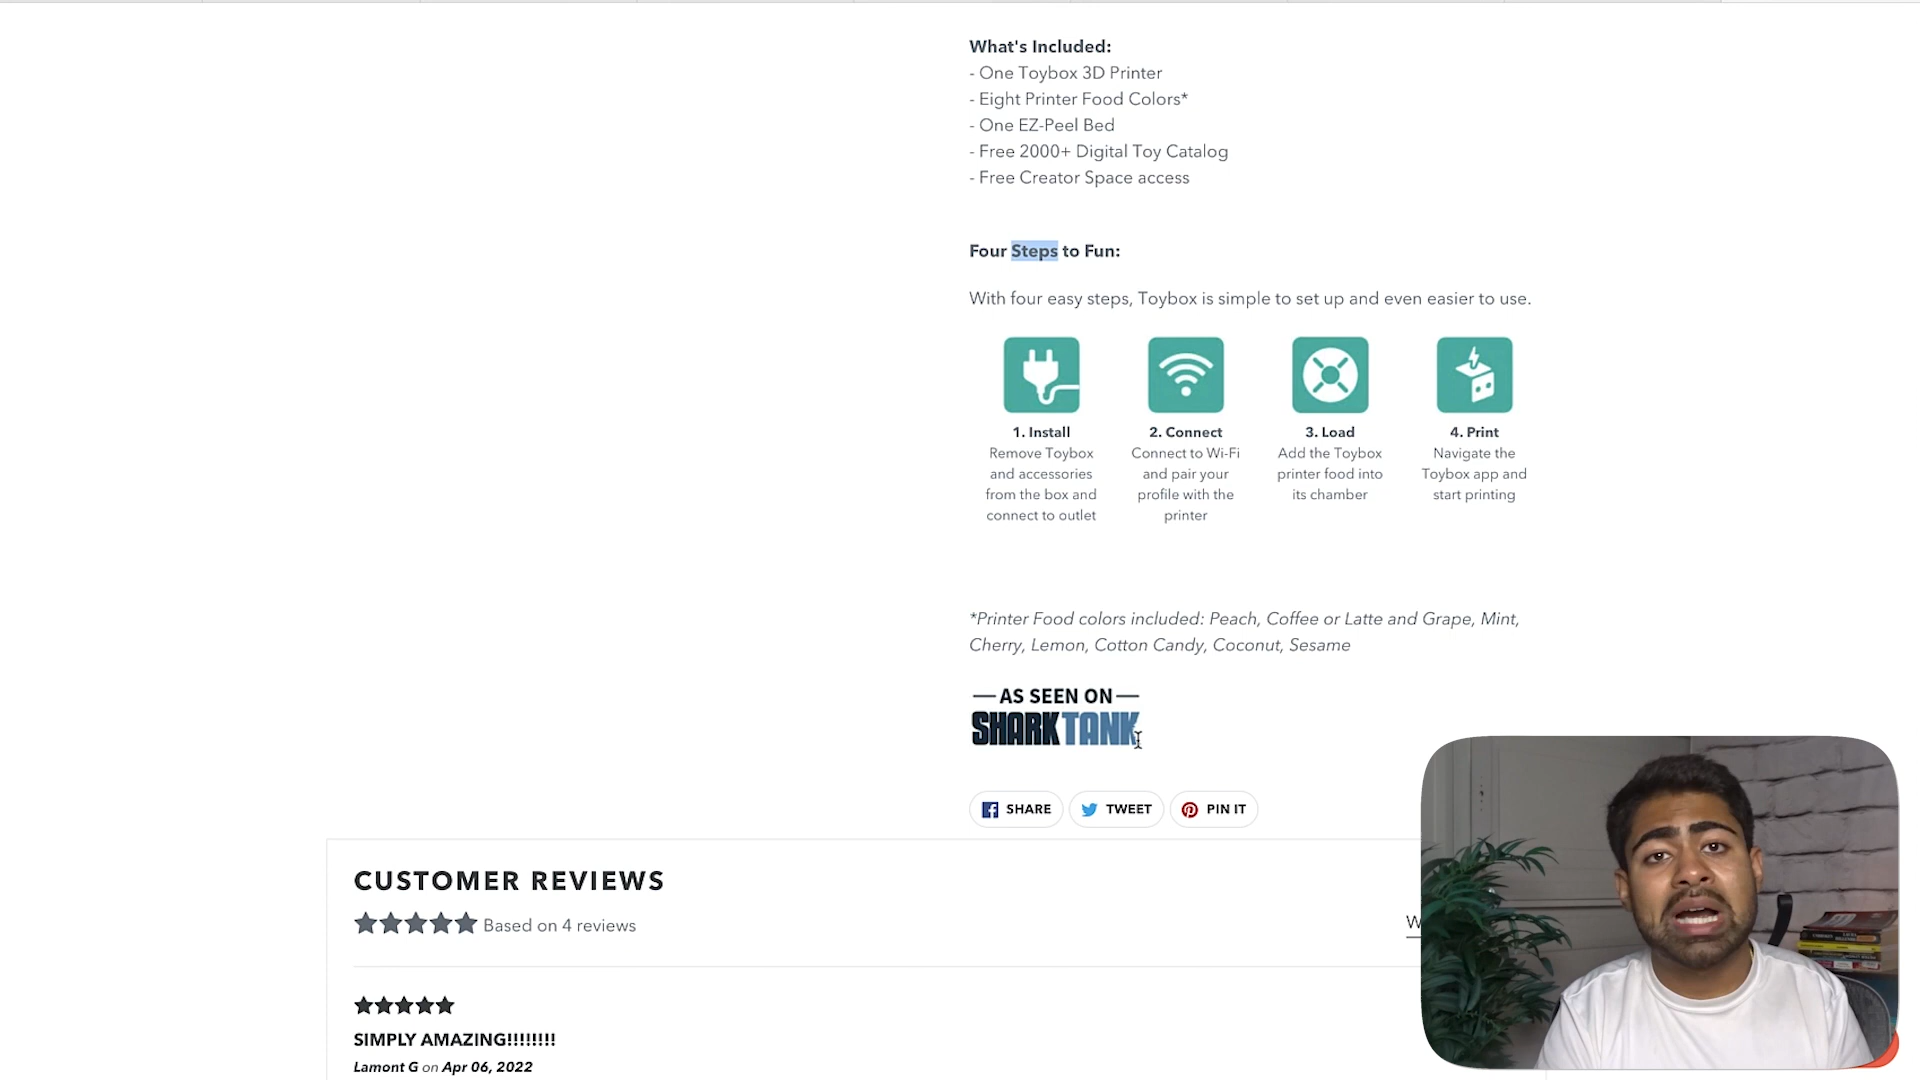 What's Included:
- One Toybox 3D Printer
- Eight Printer Food Colors*
- One EZ-Peel Bed
- Free 2000+ Digital Toy Catalog
- Free Creator Space access
Four Steps to Fun:
With four easy steps, Toybox is simple to set up and even easier to use.
1. Install
Remove Toybox
and accessories
from the box and
connect to outlet
2. Connect
Connect to Wi-Fi
and pair your
profile with the
printer
3. Load
Add the Toybox
printer food into
its chamber
4. Print
Navigate the
Toybox app and
start printing
*Printer Food colors included: Peach, Coffee or Latte and Grape, Mint,
Cherry, Lemon, Cotton Candy, Coconut, Sesame
AS SEEN ON
SHARK TANK
SHARE
TWEET
PIN IT
CUSTOMER REVIEWS
Based on 4 reviews
SIMPLY AMAZING!!!!!!!!
Lamont G on Apr 06, 2022